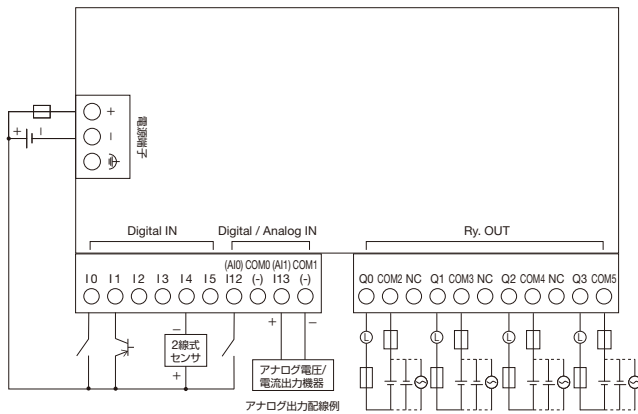 +
電源端子
+ −
−
Digital IN
Digital / Analog IN
Ry. OUT
(AI0) COM0 (AI1) COM1
I0 I1 I2 I3 I4 I5 I12 (-) I13 (-)
Q0 COM2 NC Q1 COM3 NC Q2 COM4 NC Q3 COM5
−
2線式
センサ
+
+ −
アナログ電圧/
電流出力機器
アナログ出力配線例
L L L L